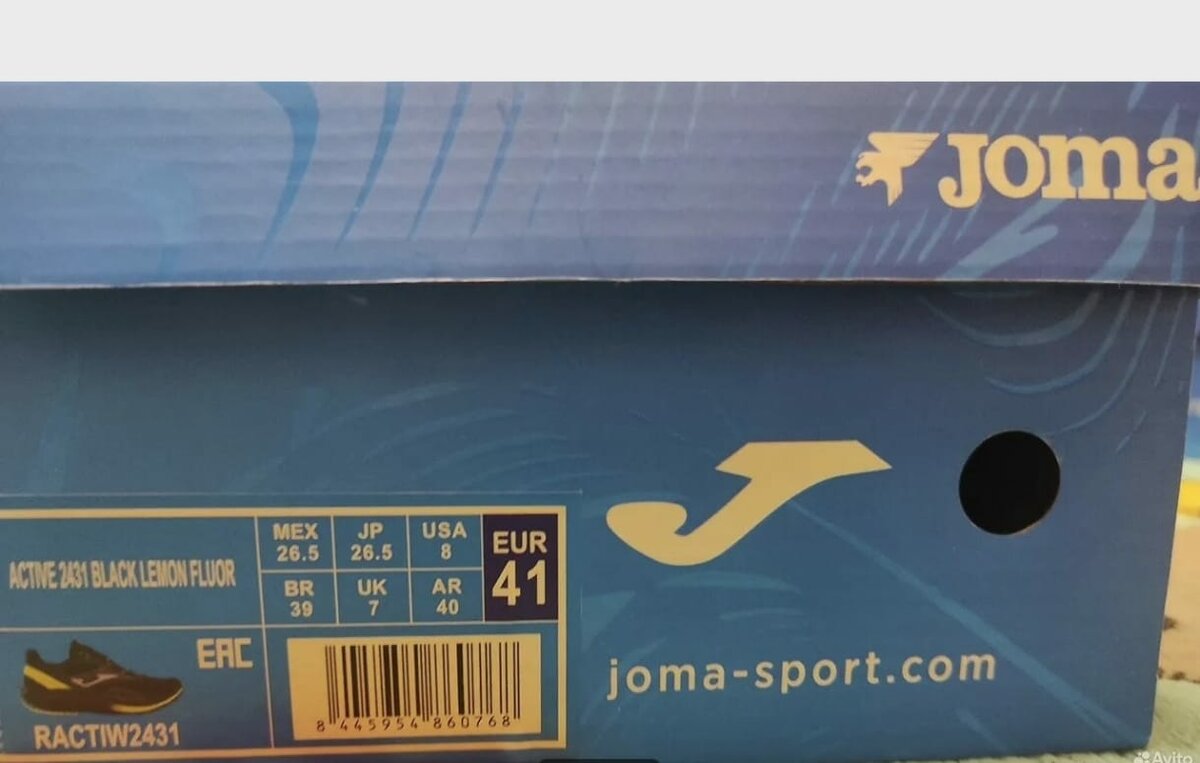 Joma
ACTIVE 2431 BLACK LEMON FLUOR
MEX
26.5
JP
26.5
USA
8
EUR
41
BR
39
UK
7
AR
40
EAC
RACTIW2431
8 445954 860768
joma-sport.com
Avito